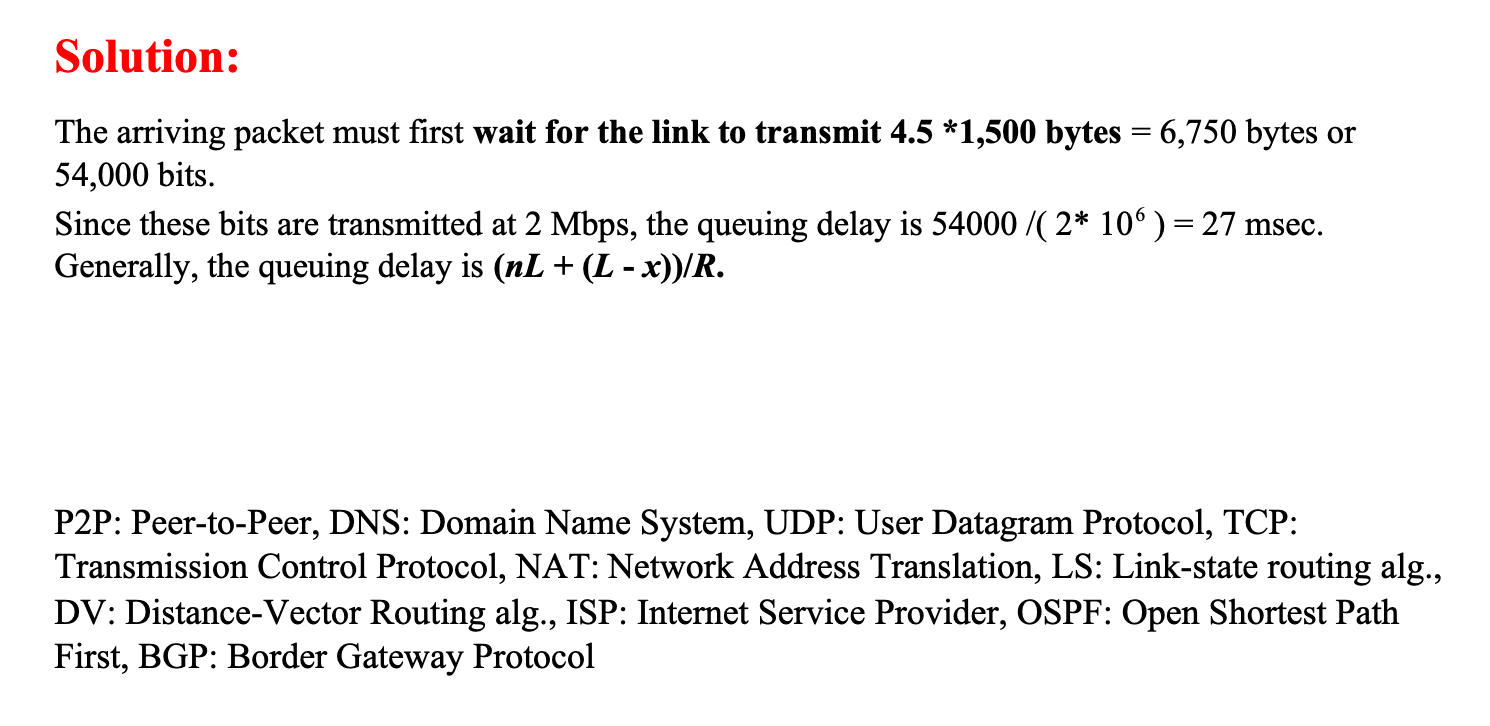 Solution:
The arriving packet must first wait for the link to transmit 4.5 *1,500 bytes = 6,750 bytes or
54,000 bits.
Since these bits are transmitted at 2 Mbps, the queuing delay is 54000 /( 2* 10⁶ ) = 27 msec.
Generally, the queuing delay is (nL + (L - x))/R.
P2P: Peer-to-Peer, DNS: Domain Name System, UDP: User Datagram Protocol, TCP:
Transmission Control Protocol, NAT: Network Address Translation, LS: Link-state routing alg.,
DV: Distance-Vector Routing alg., ISP: Internet Service Provider, OSPF: Open Shortest Path
First, BGP: Border Gateway Protocol